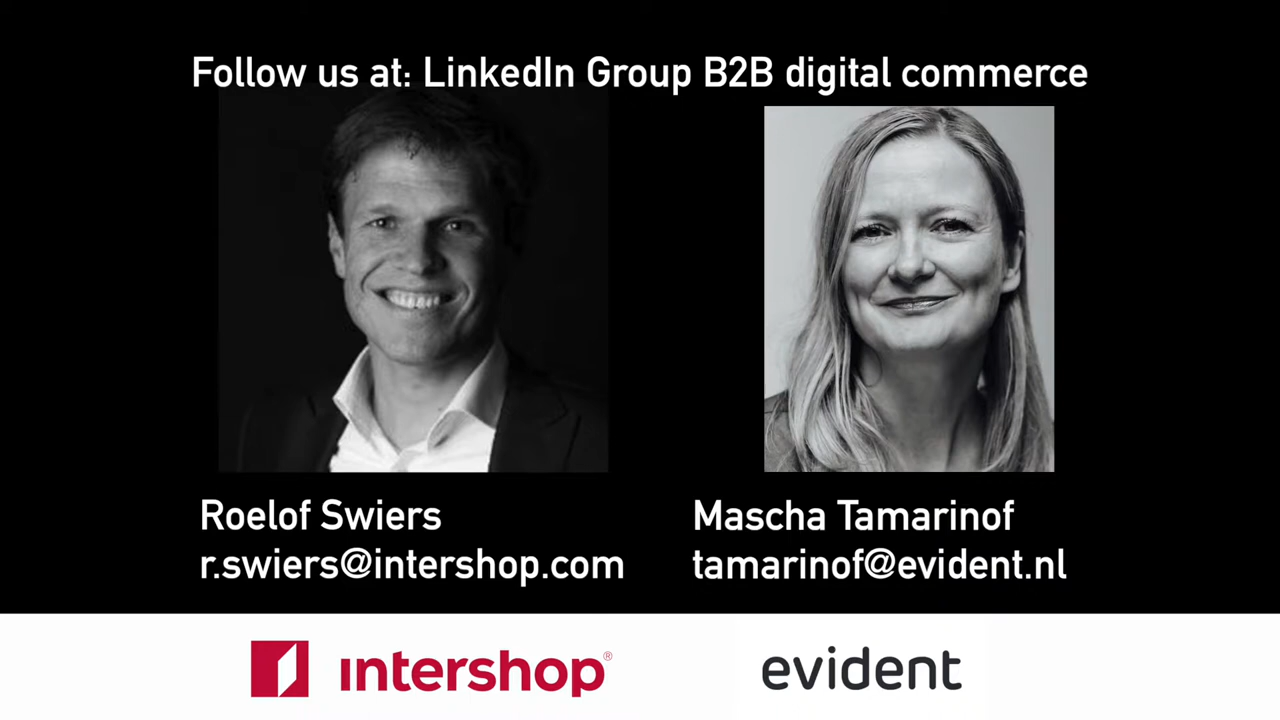 Follow us at: LinkedIn Group B2B digital commerce
Roelof Swiers
r.swiers@intershop.com
Mascha Tamarinof
tamarinof@evident.nl
intershop®
evident